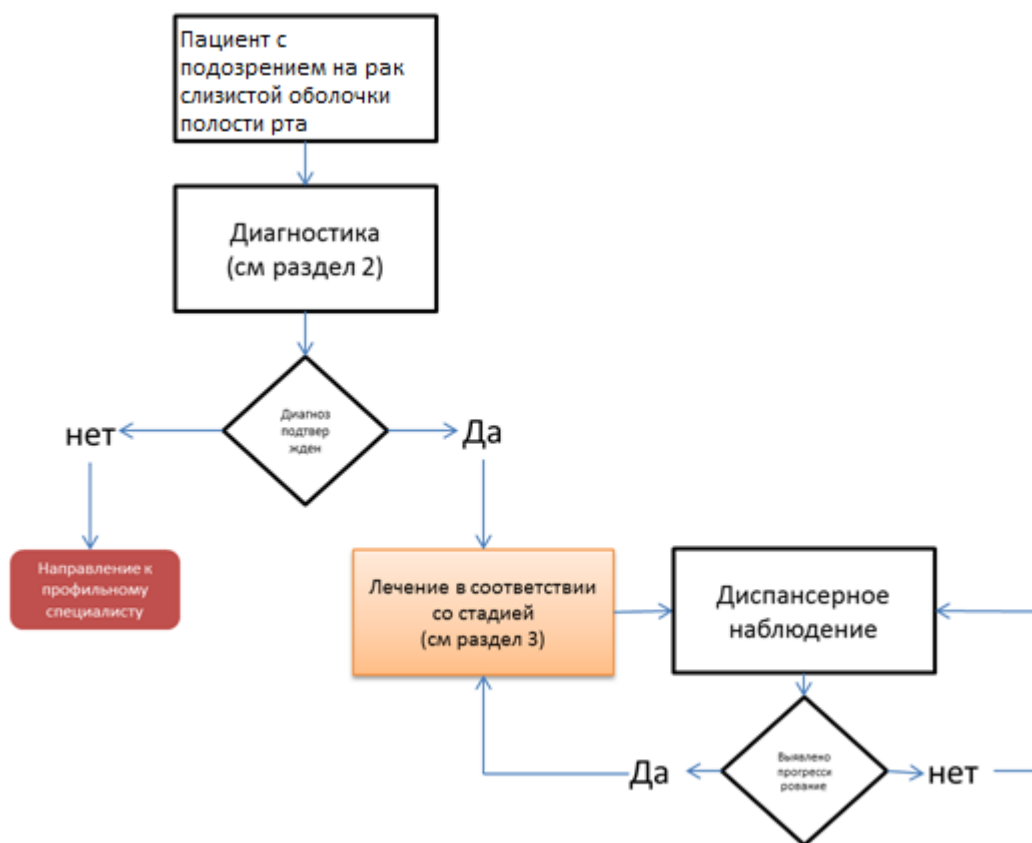 Пациент с
подозрением на рак
слизистой оболочки
полости рта
Диагностика
(см раздел 2)
Диагноз
подтвер
жден
нет
Да
Направление к
профильному
специалисту
Лечение в соответствии
со стадией
(см раздел 3)
Диспансерное
наблюдение
Выявлено
прогресси
рование
Да
нет